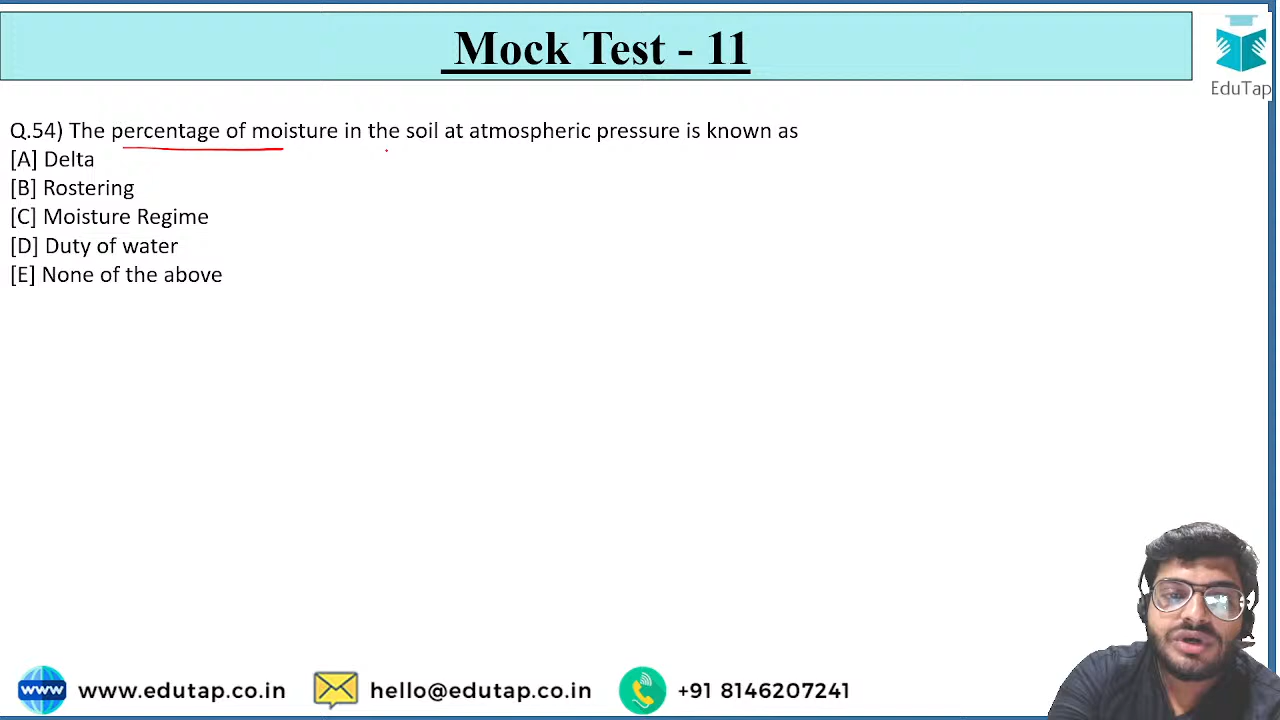 Mock Test - 11
EduTap
Q.54) The percentage of moisture in the soil at atmospheric pressure is known as
[A] Delta
[B] Rostering
[C] Moisture Regime
[D] Duty of water
[E] None of the above
www www.edutap.co.in hello@edutap.co.in +91 8146207241